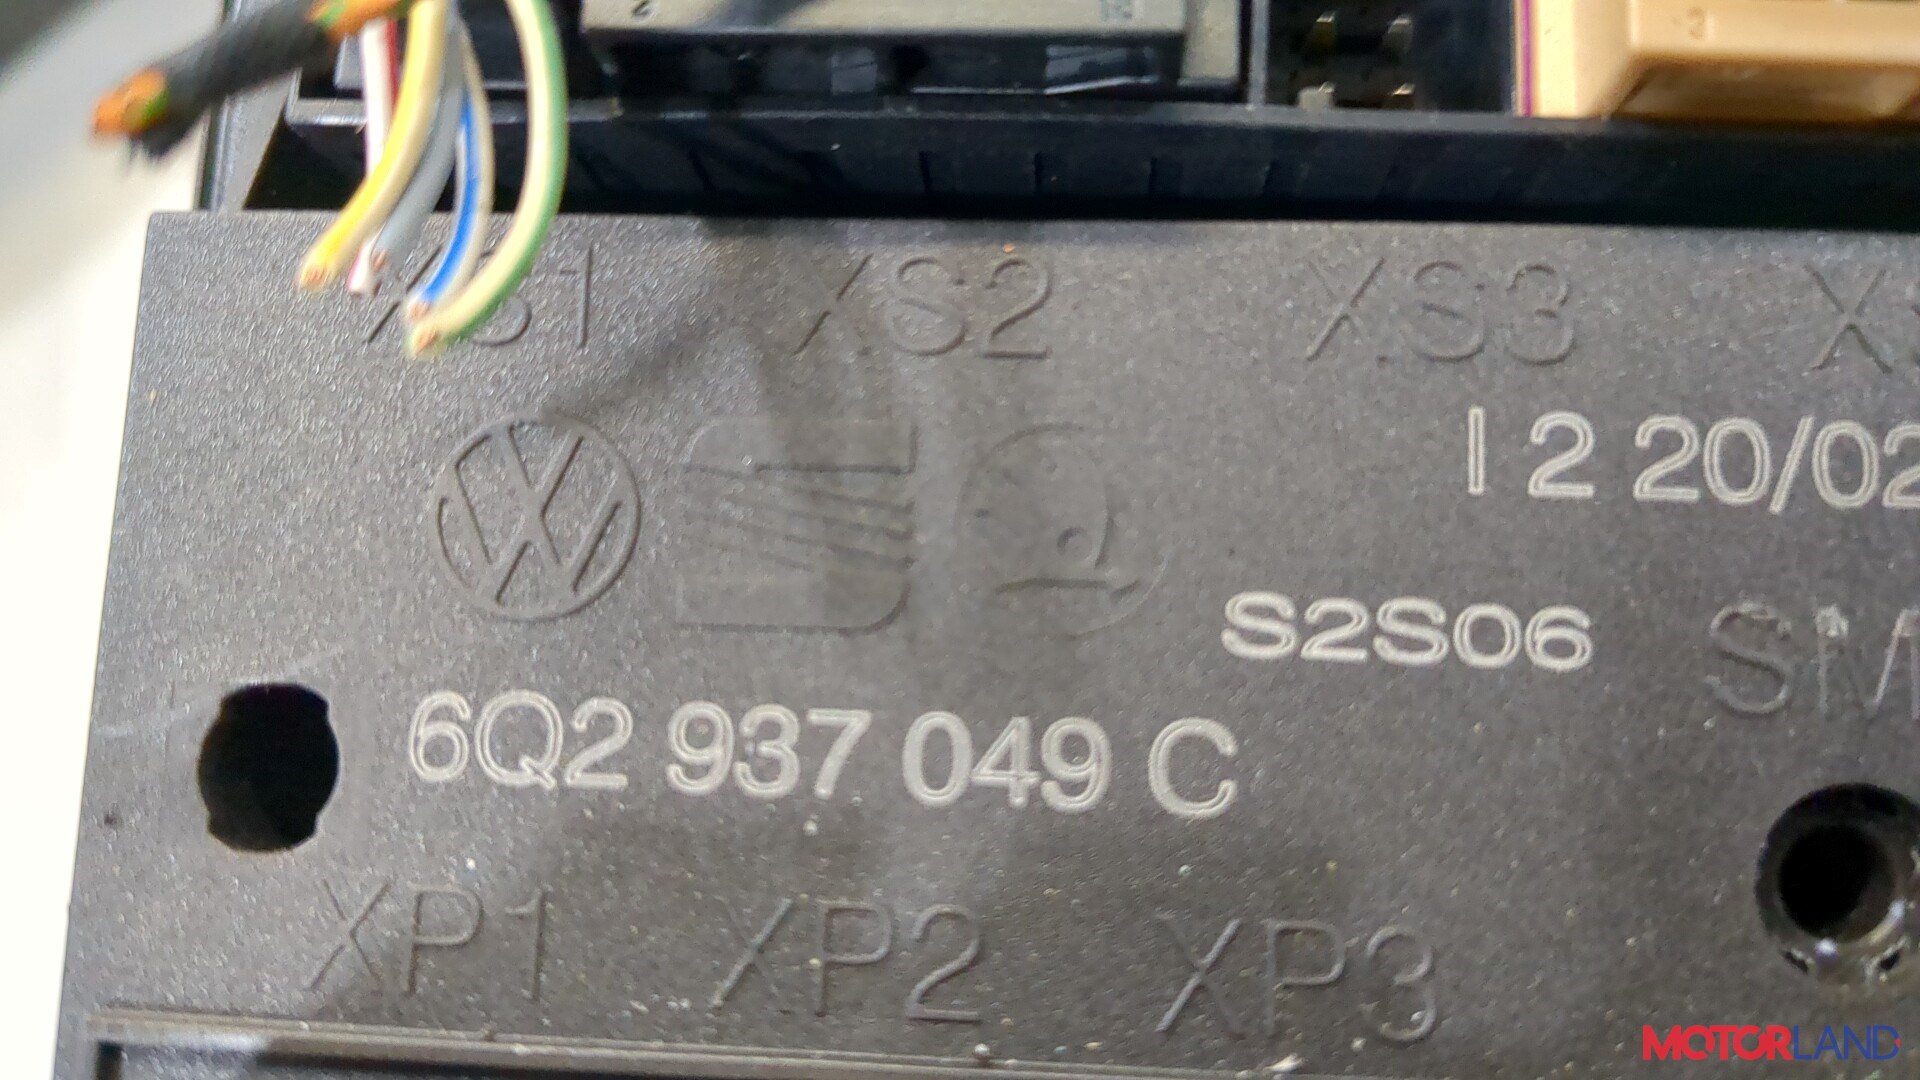 XS1 XS2 XS3
I 2 20/02
S2S06
6Q2 937 049 C
XP1 XP2 XP3
MOTORLAND